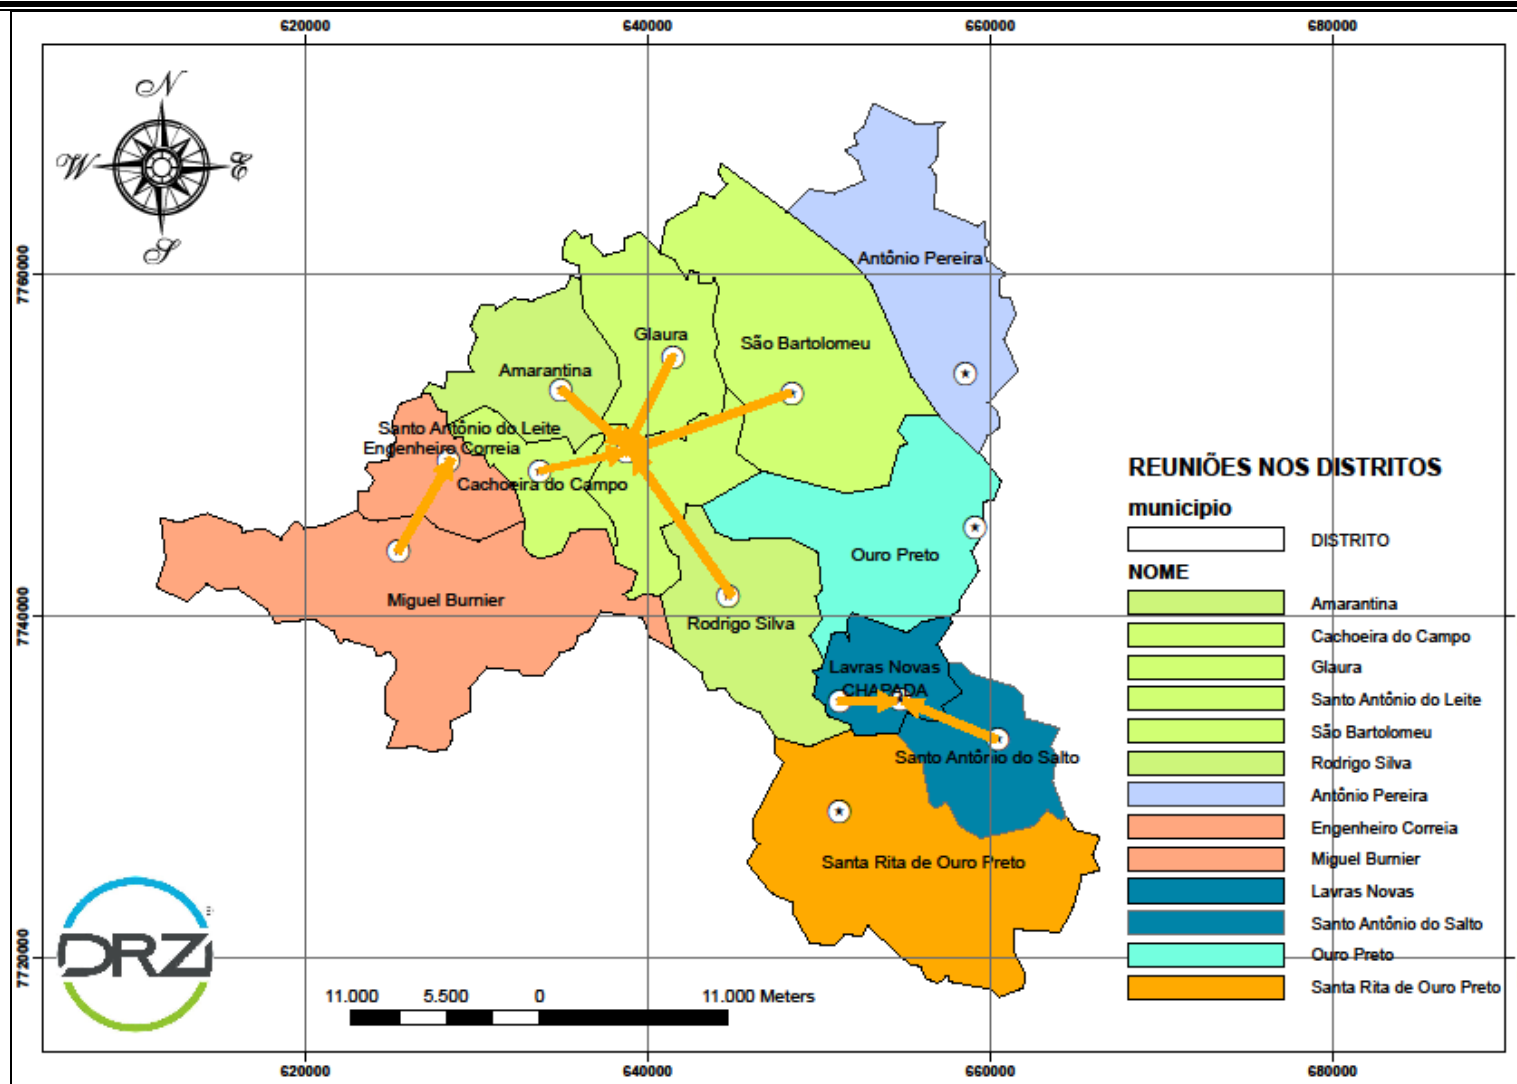 620000
640000
660000
680000
N
W
E
S
7760000
7740000
7720000
Antônio Pereira
Glaura
São Bartolomeu
Amarantina
Santo Antônio do Leite
Engenheiro Correia
Cachoeira do Campo
Ouro Preto
Miguel Burnier
Rodrigo Silva
Lavras Novas
CHAPADA
Santo Antônio do Salto
Santa Rita de Ouro Preto
REUNIÕES NOS DISTRITOS
municipio
DISTRITO
NOME
Amarantina
Cachoeira do Campo
Glaura
Santo Antônio do Leite
São Bartolomeu
Rodrigo Silva
Antônio Pereira
Engenheiro Correia
Miguel Burnier
Lavras Novas
Santo Antônio do Salto
Ouro Preto
Santa Rita de Ouro Preto
DRZ
11.000 5.500 0 11.000 Meters
620000
640000
660000
680000